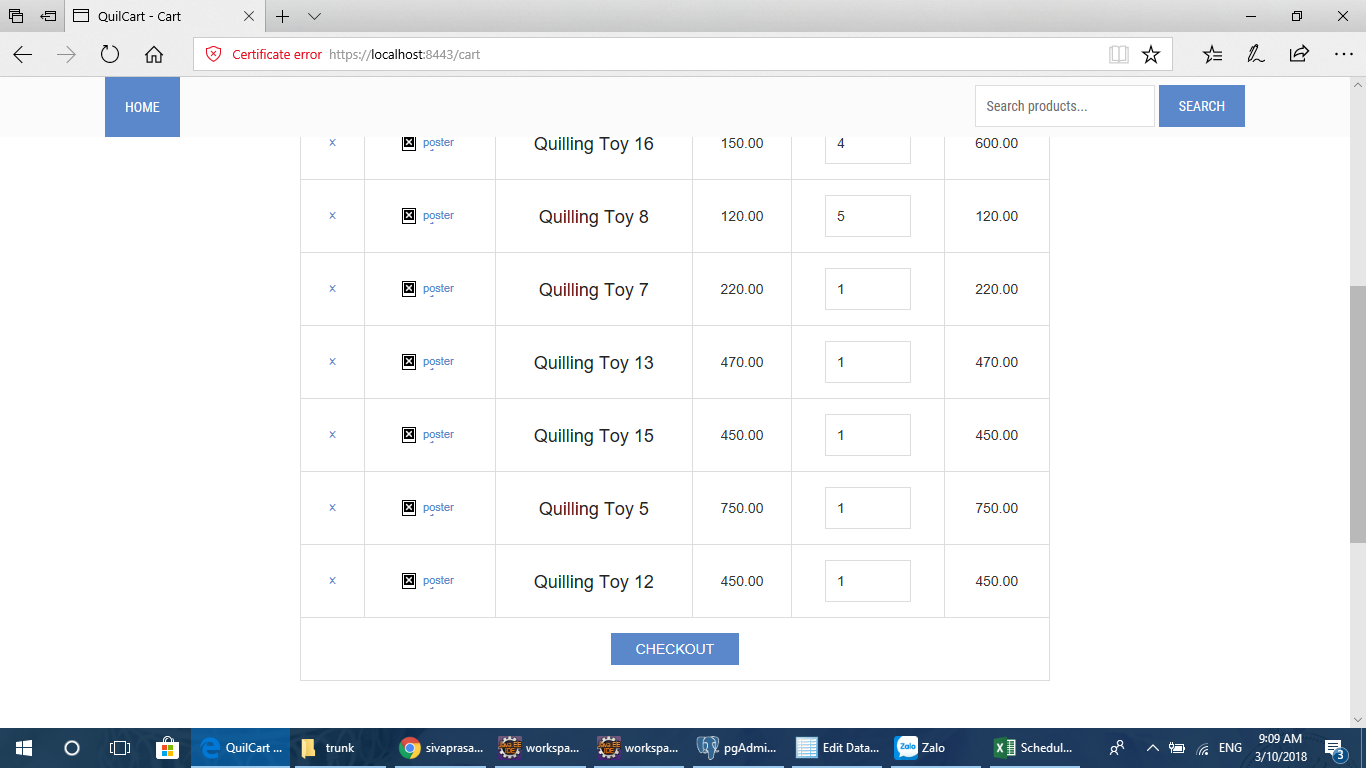 QuilCart - Cart
Certificate error https://localhost:8443/cart
HOME
Search products...
SEARCH
x poster Quilling Toy 16 150.00 4 600.00
x poster Quilling Toy 8 120.00 5 120.00
x poster Quilling Toy 7 220.00 1 220.00
x poster Quilling Toy 13 470.00 1 470.00
x poster Quilling Toy 15 450.00 1 450.00
x poster Quilling Toy 5 750.00 1 750.00
x poster Quilling Toy 12 450.00 1 450.00
CHECKOUT
QuilCart ... trunk sivaprasa... workspa... workspa... pgAdmi... Edit Data... Zalo Zalo Schedul... ENG
9:09 AM
3/10/2018
3